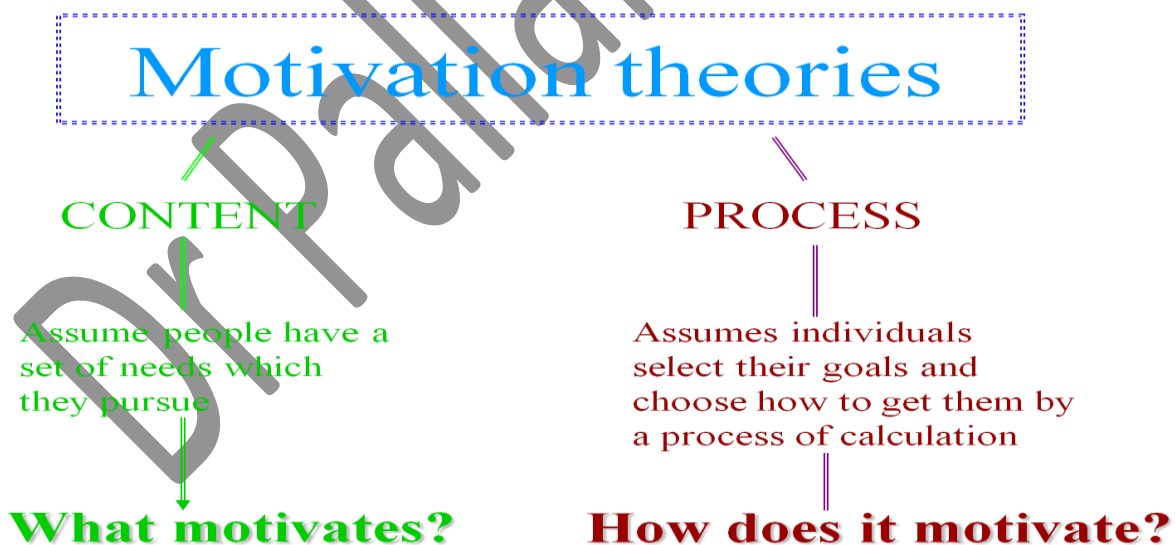 Motivation theories
CONTENT
Assume people have a
set of needs which
they pursue
What motivates?
PROCESS
Assumes individuals
select their goals and
choose how to get them by
a process of calculation
How does it motivate?
Dr